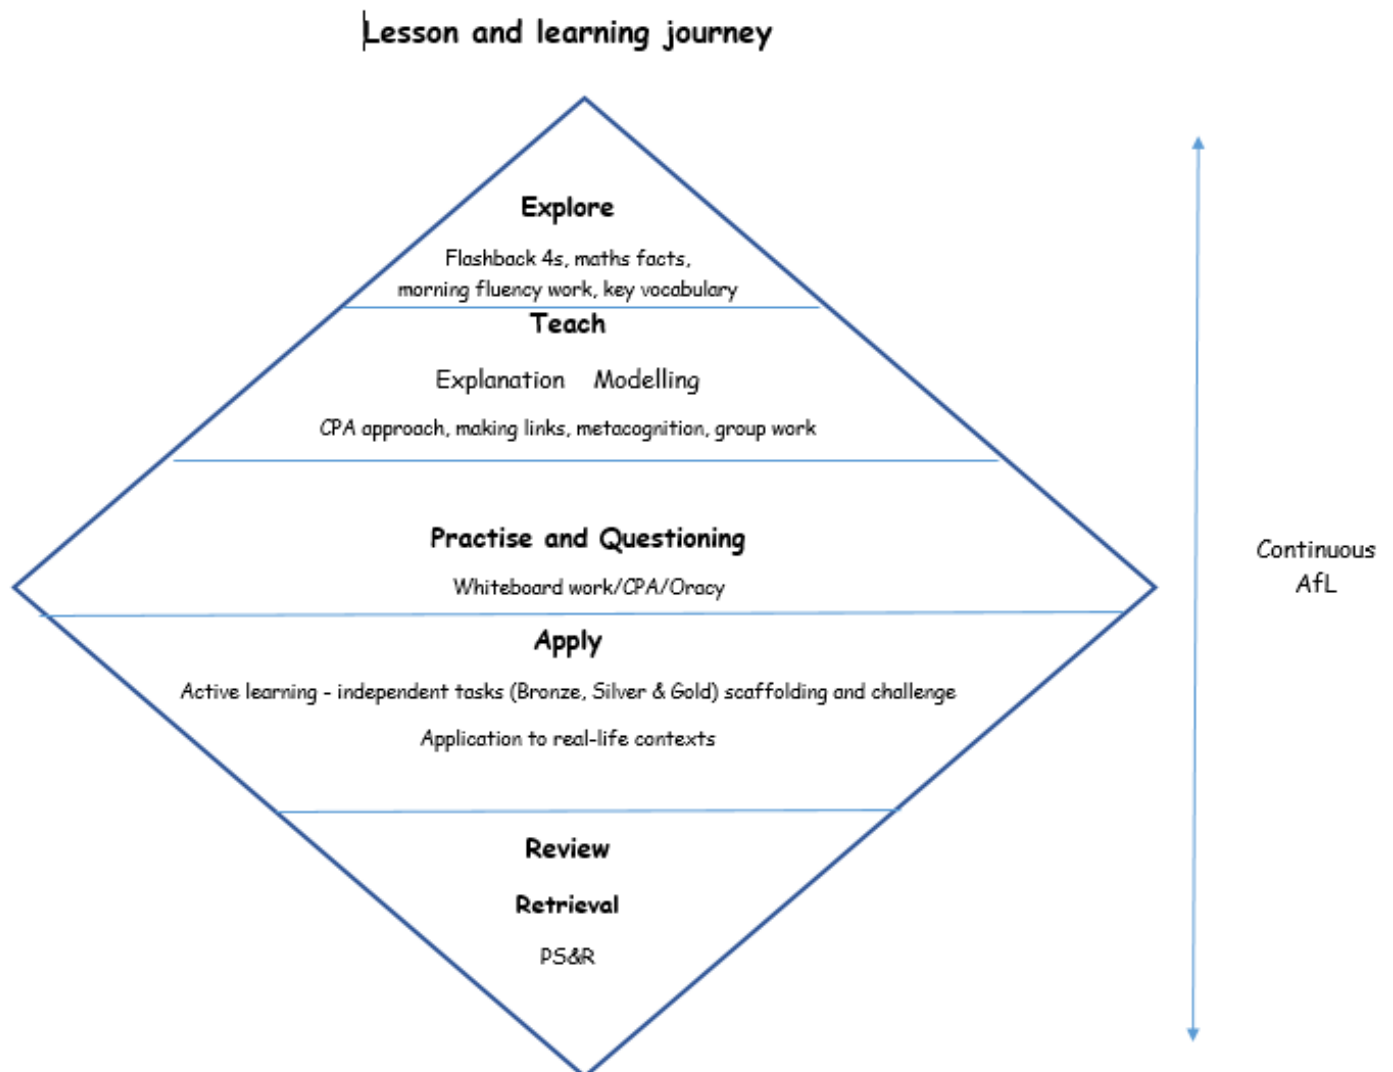 Lesson and learning journey
Explore
Flashback 4s, maths facts,
morning fluency work, key vocabulary
Teach
Explanation Modelling
CPA approach, making links, metacognition, group work
Practise and Questioning
Whiteboard work/CPA/Oracy
Continuous
AfL
Apply
Active learning - independent tasks (Bronze, Silver & Gold) scaffolding and challenge
Application to real-life contexts
Review
Retrieval
PS&R